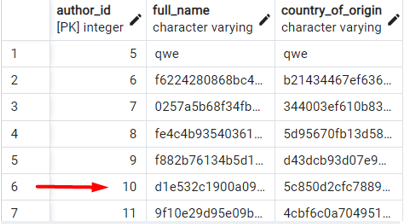 author_id full_name country_of_origin
[PK] integer character varying character varying
1 5 qwe qwe
2 6 f6224280868bc4... b21434467ef636...
3 7 0257a5b68f34fb... 344003ef610b83...
4 8 fe4c4b93540361... 5d95670fb13d58...
5 9 f882b76134b5d1... d43dcb93d07e9...
6 10 d1e532c1900a09... 5c850d2cfc7889...
7 11 9f10e29d95e09b... 4cbf6c0a704951...